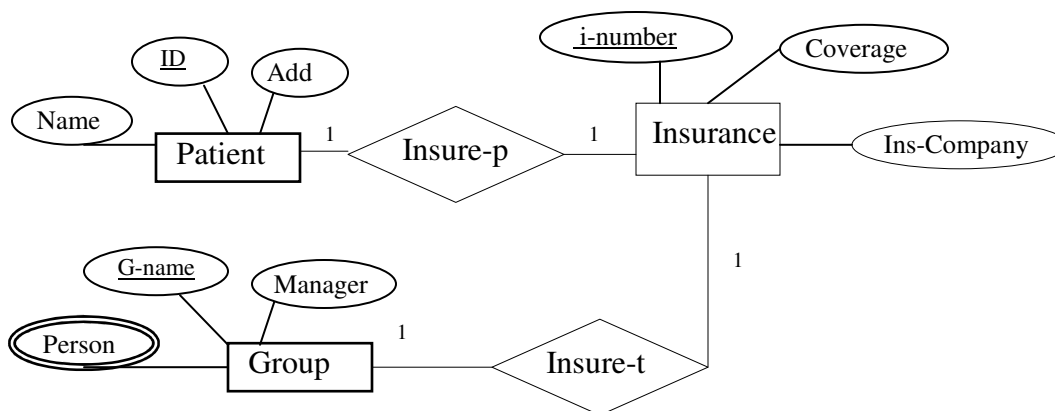 i-number
ID
Coverage
Add
Name
1
1
Insurance
Patient
Insure-p
Ins-Company
G-name
1
Manager
1
Person
Group
Insure-t